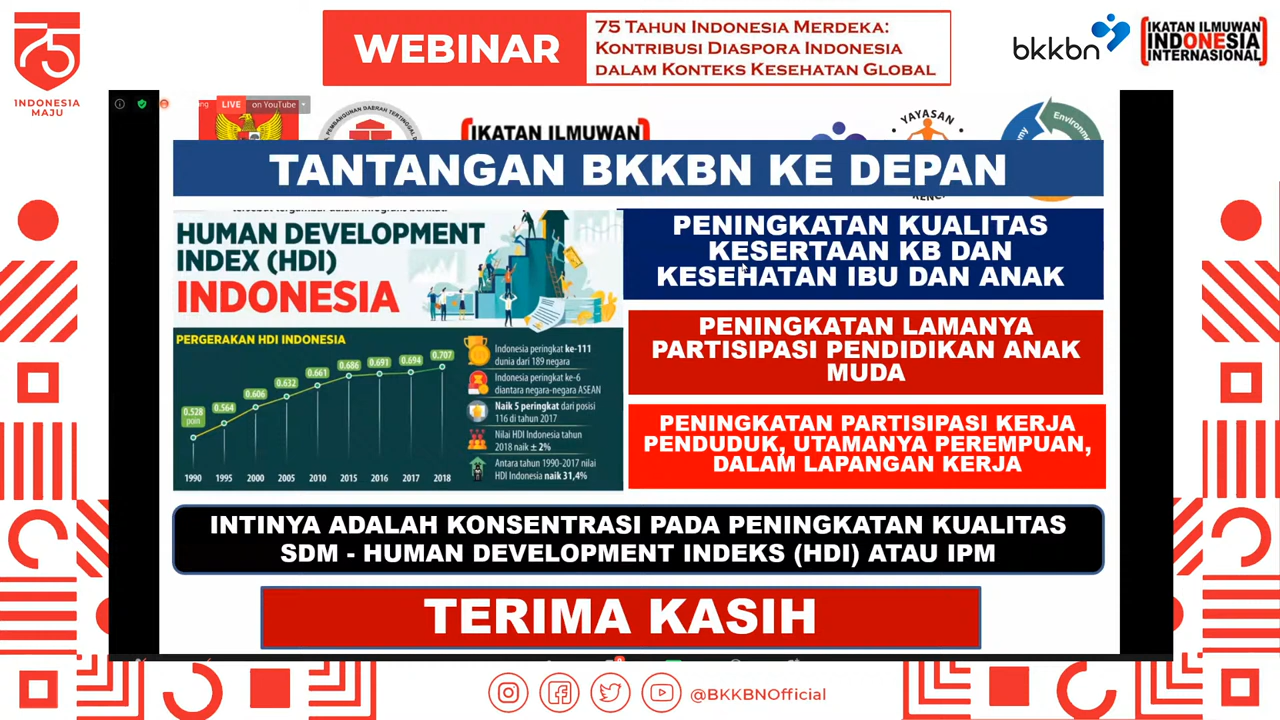 75
1NDONESIA
MAJU
WEBINAR
75 TAHUN INDONESIA MERDEKA:
KONTRIBUSI DIASPORA INDONESIA
DALAM KONTEKS KESEHATAN GLOBAL
bkkbn
IKATAN ILMUWAN
INDONESIA
INTERNASIONAL
LIVE on YouTube
PEMBANGUNAN DAERAH TERTINGGAL
IKATAN ILMUWAN
YAYASAN
TANTANGAN BKKBN KE DEPAN
HUMAN DEVELOPMENT
INDEX (HDI)
INDONESIA
PERGERAKAN HDI INDONESIA
0.528
point
0.564
0.606
0.632
0.661
0.686
0.691
0.694
0.707
1990 1995 2000 2005 2010 2015 2016 2017 2018
Indonesia peringkat ke-111
dunia dari 189 negara
Indonesia peringkat ke-6
diantara negara-negara ASEAN
Naik 5 peringkat dari posisi
116 di tahun 2017
Nilai HDI Indonesia tahun
2018 naik ± 2%
Antara tahun 1990-2017 nilai
HDI Indonesia naik 31,4%
PENINGKATAN KUALITAS
KESERTAAN KB DAN
KESEHATAN IBU DAN ANAK
PENINGKATAN LAMANYA
PARTISIPASI PENDIDIKAN ANAK
MUDA
PENINGKATAN PARTISIPASI KERJA
PENDUDUK, UTAMANYA PEREMPUAN,
DALAM LAPANGAN KERJA
INTINYA ADALAH KONSENTRASI PADA PENINGKATAN KUALITAS
SDM - HUMAN DEVELOPMENT INDEKS (HDI) ATAU IPM
TERIMA KASIH
@BKKBNOfficial